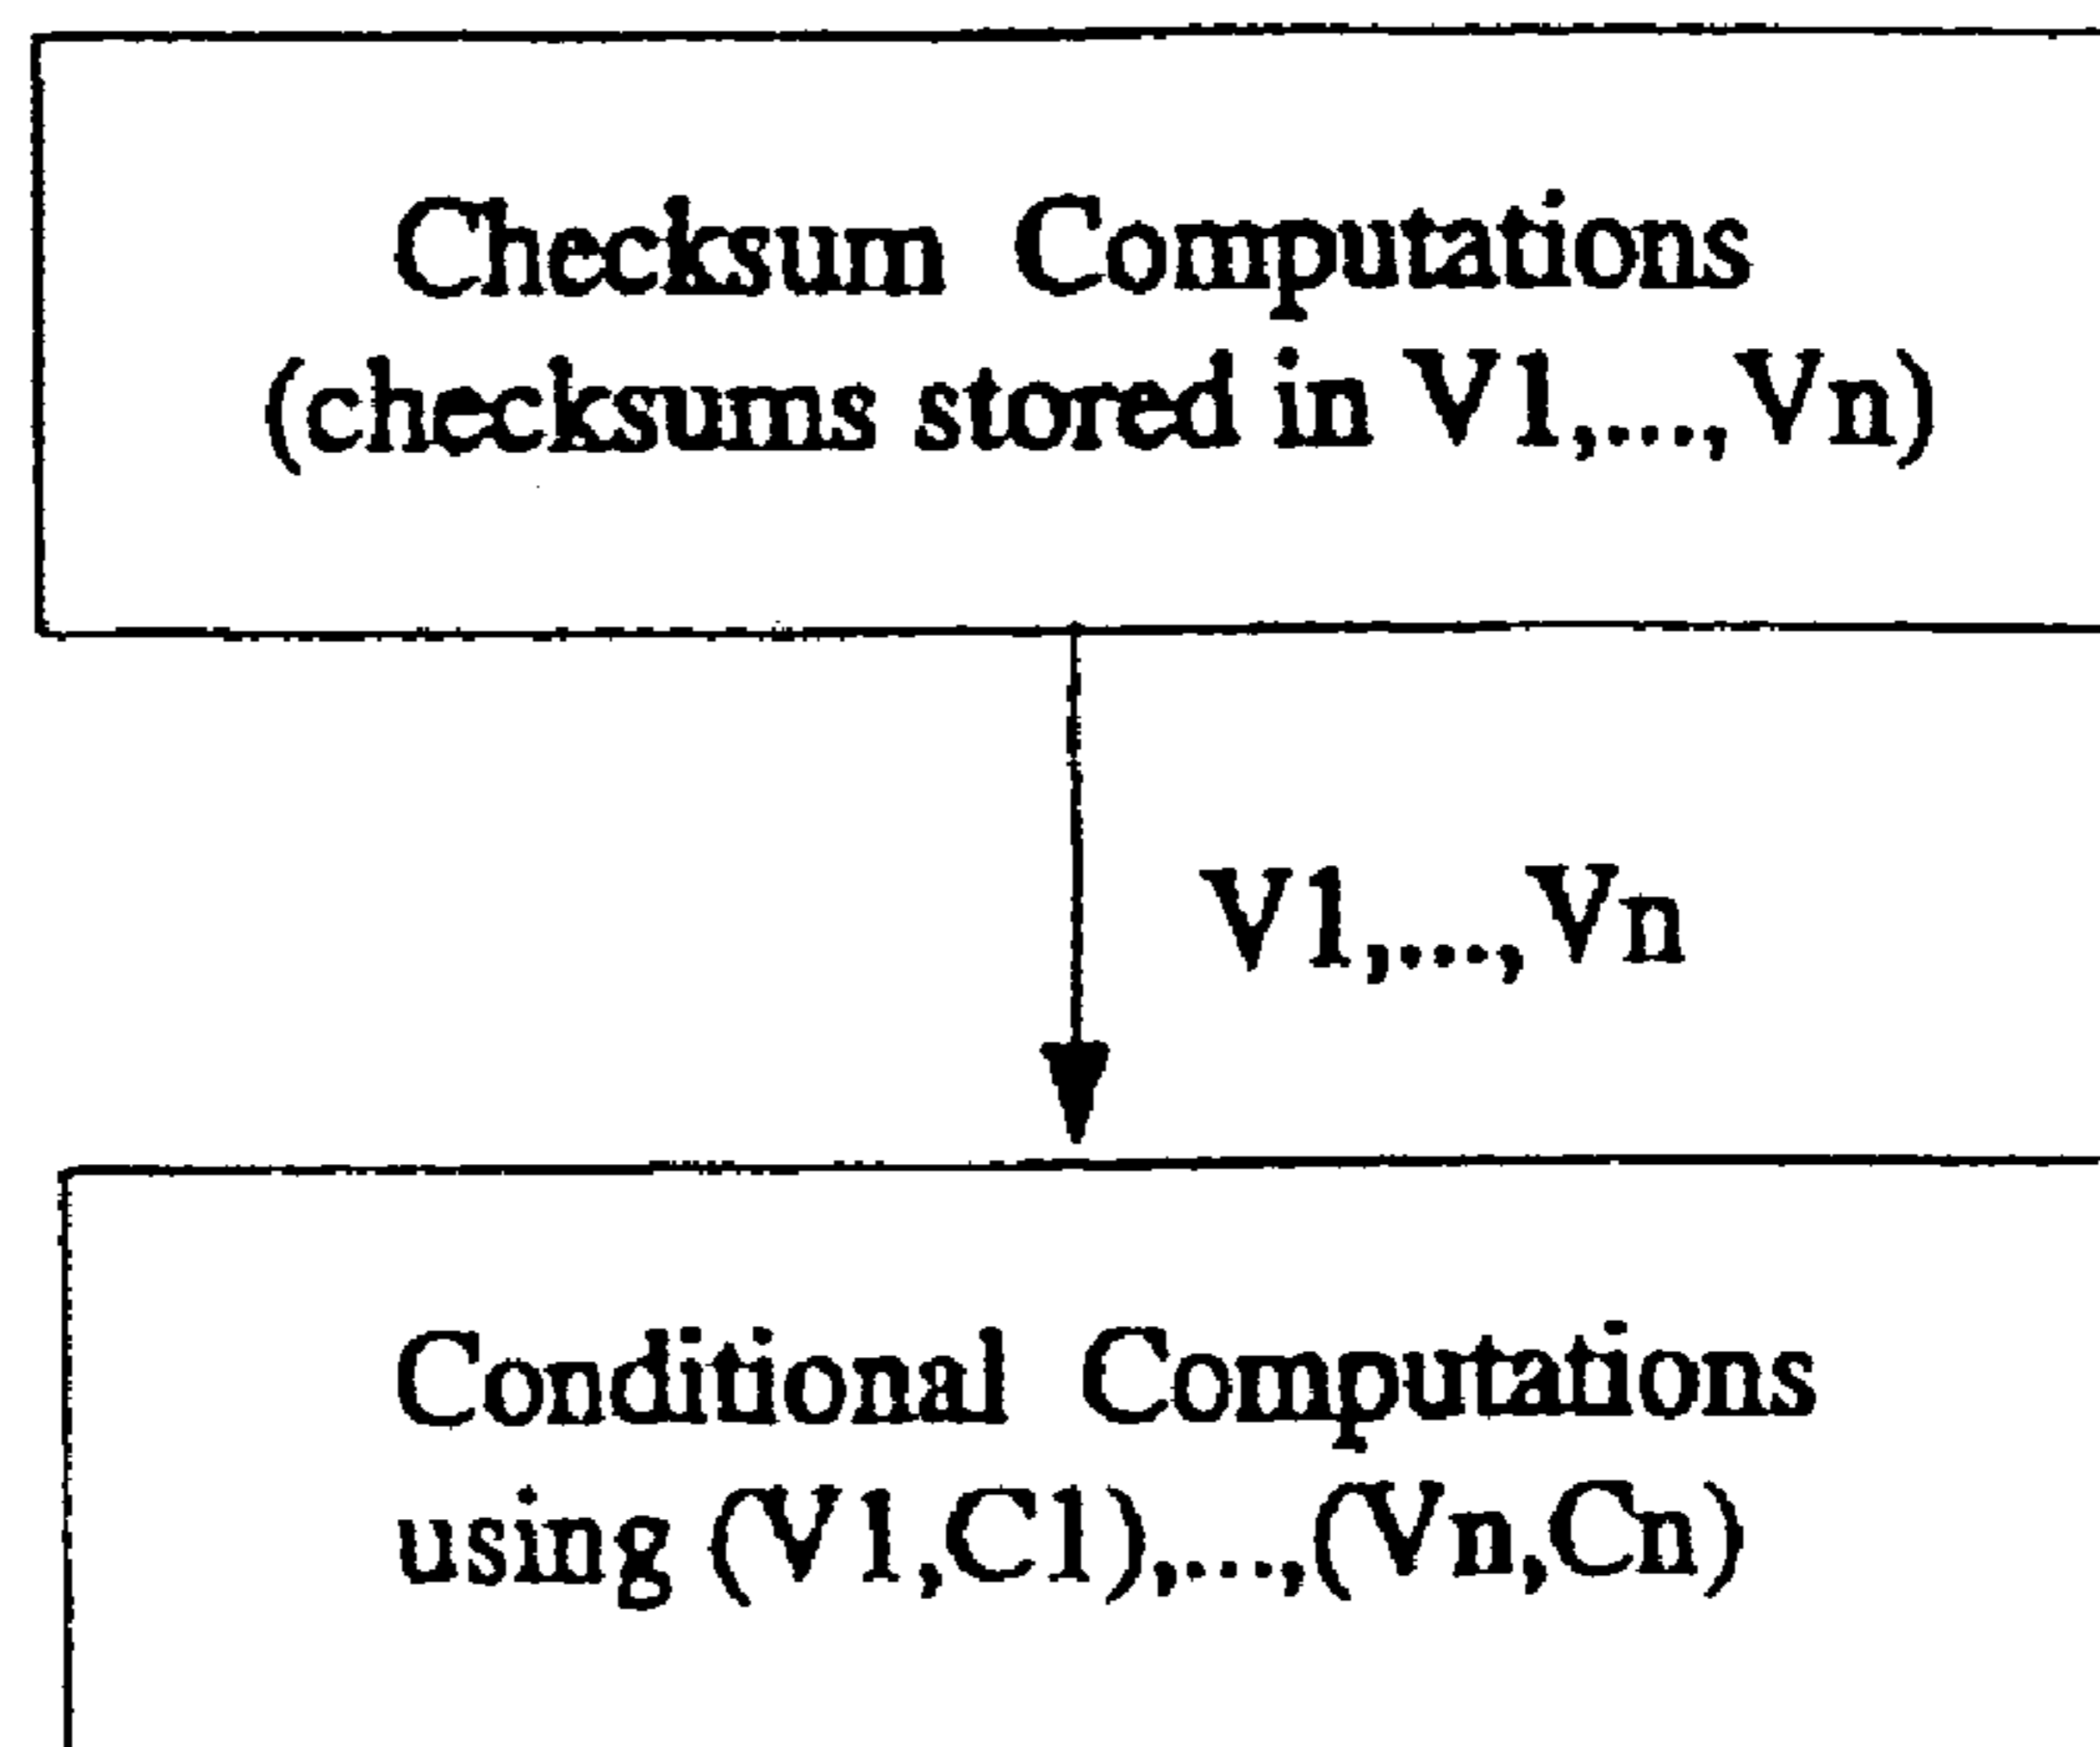 Checksum Computations
(checksums stored in V1,..., Vn)
V1,...,Vn
Conditional Computations
using (V1,C1),...,(Vn,Cn)